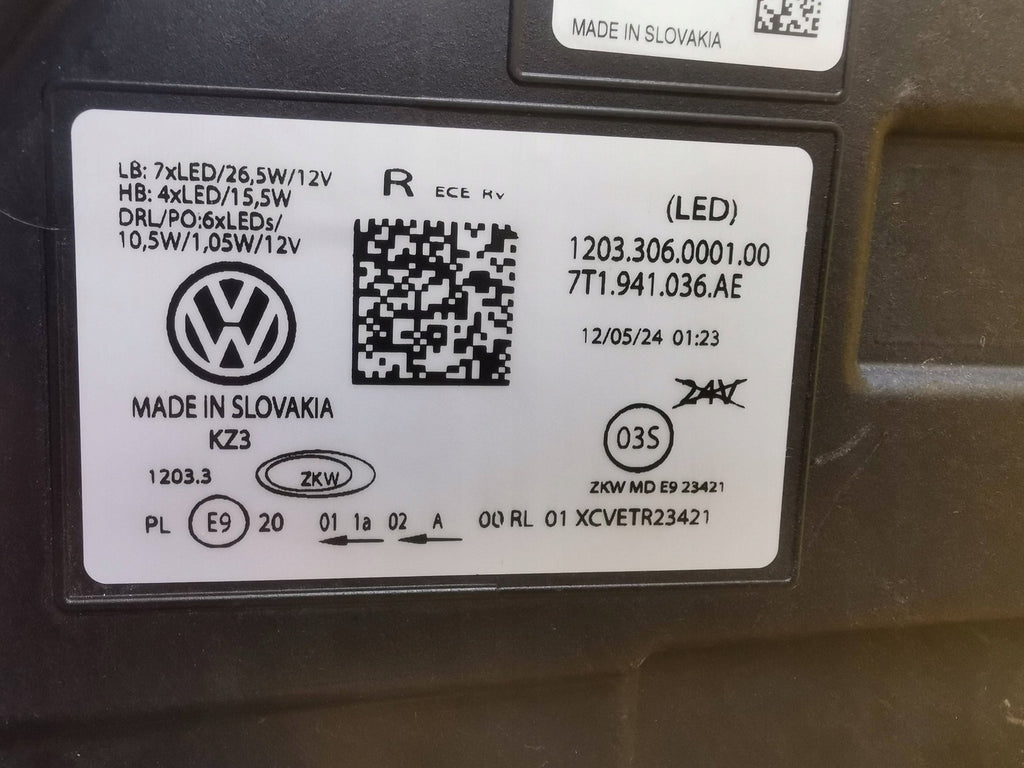 MADE IN SLOVAKIA
LB: 7xLED/26,5W/12V
HB: 4xLED/15,5W
DRL/PO:6xLEDs/
10,5W/1,05W/12V
R ECE RV
(LED)
1203.306.0001.00
7T1.941.036.AE
12/05/24 01:23
24V
MADE IN SLOVAKIA
KZ3
03S
1203.3 ZKW
ZKW MD E9 23421
PL E9 20 01 1a 02 A 00 RL 01 XCVETR23421